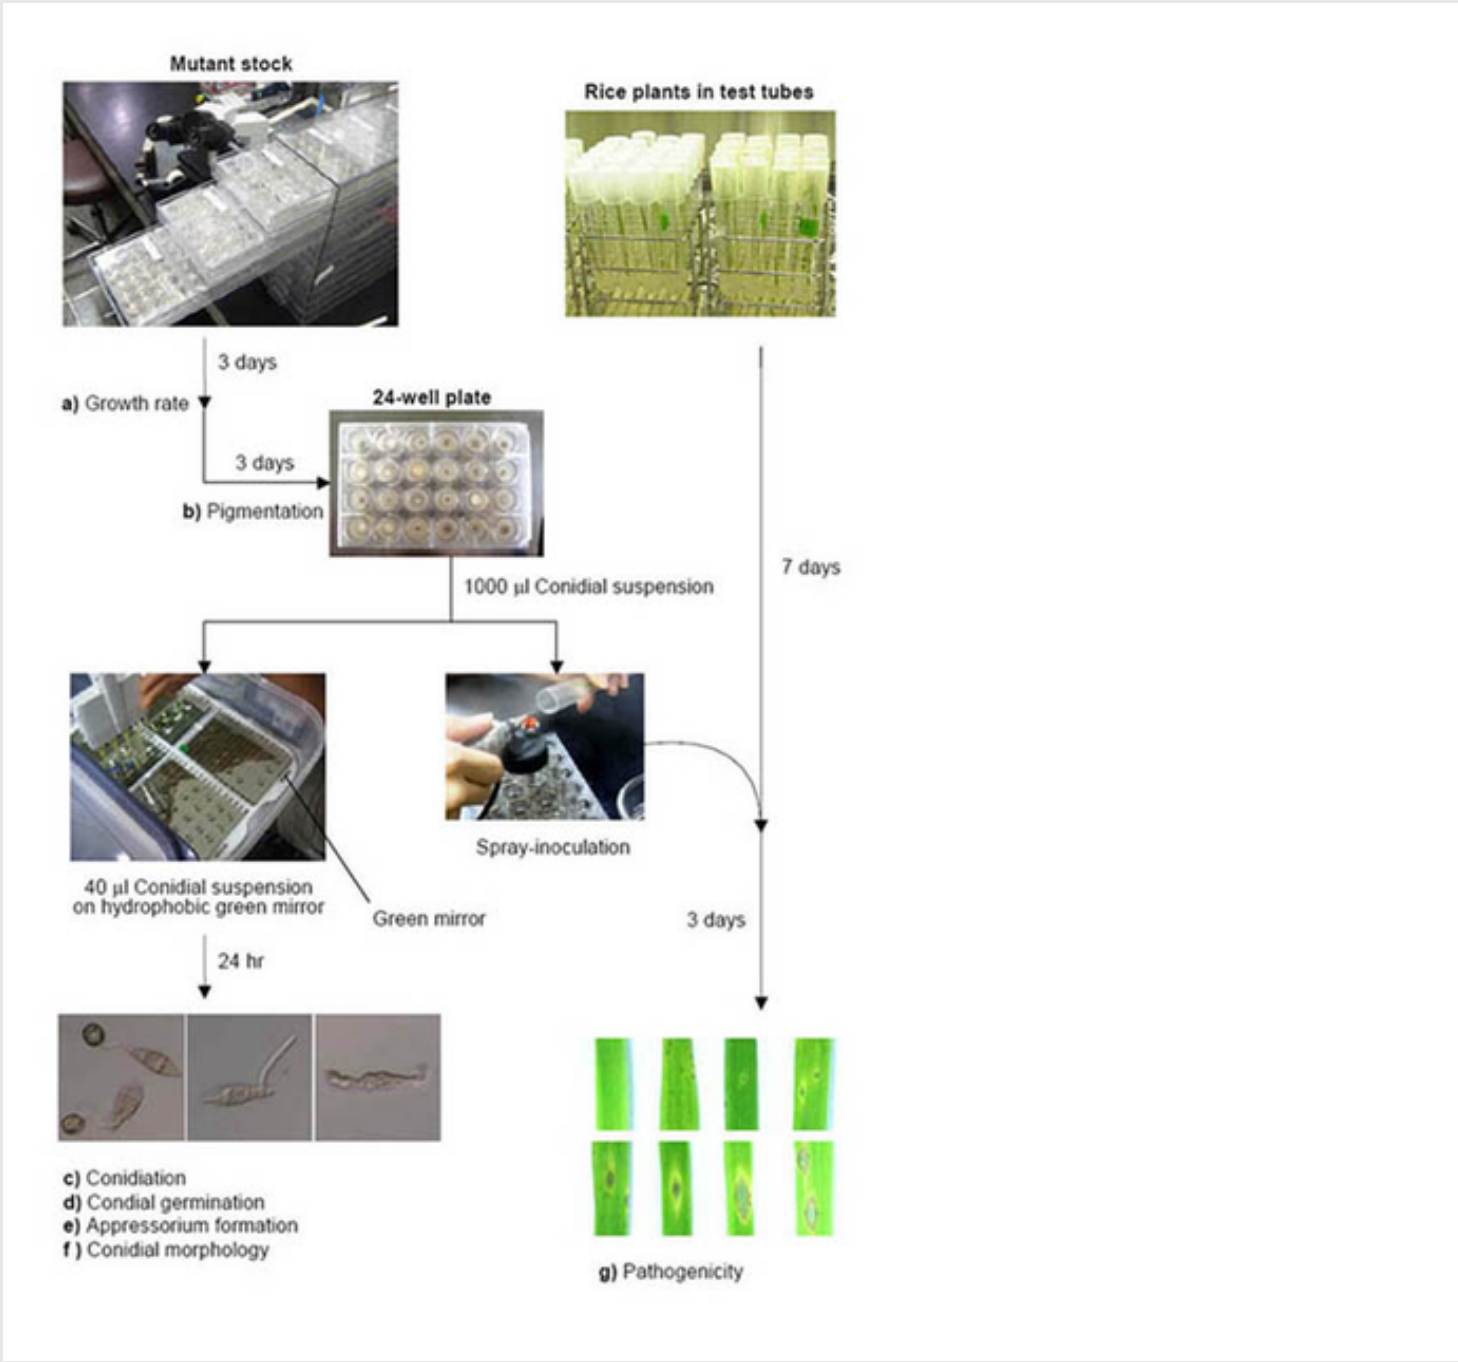 Mutant stock
Rice plants in test tubes
3 days
a) Growth rate
24-well plate
3 days
b) Pigmentation
1000 µl Conidial suspension
7 days
Spray-inoculation
40 µl Conidial suspension
on hydrophobic green mirror
Green mirror
3 days
24 hr
c) Conidiation
d) Condial germination
e) Appressorium formation
f ) Conidial morphology
g) Pathogenicity